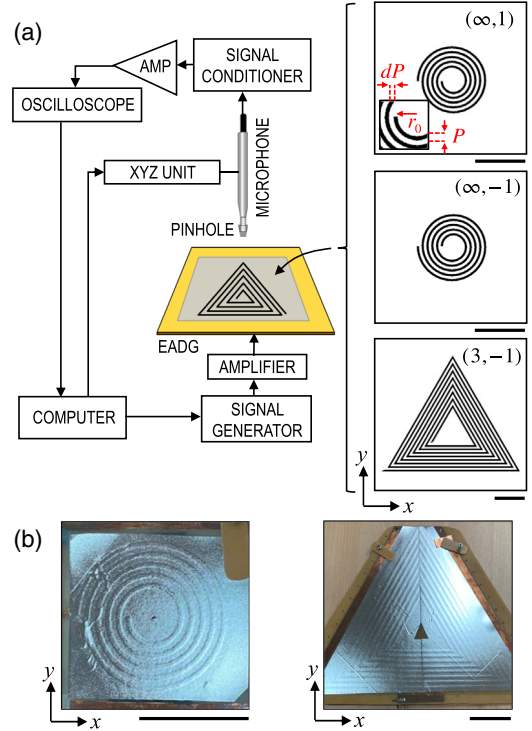 (a)
AMP
SIGNAL
CONDITIONER
OSCILLOSCOPE
XYZ UNIT
MICROPHONE
PINHOLE
EADG
AMPLIFIER
COMPUTER
SIGNAL
GENERATOR
(∞,1)
dP
r₀
P
(∞,−1)
(3,−1)
y
x
(b)
y
x